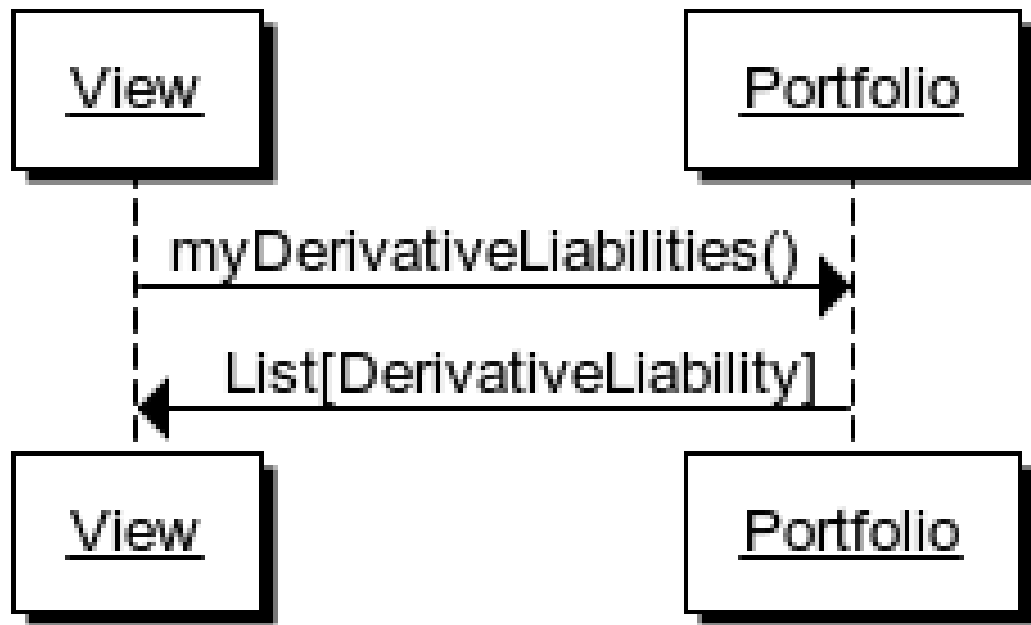 View
Portfolio
myDerivativeLiabilities()
List[DerivativeLiability]
View
Portfolio